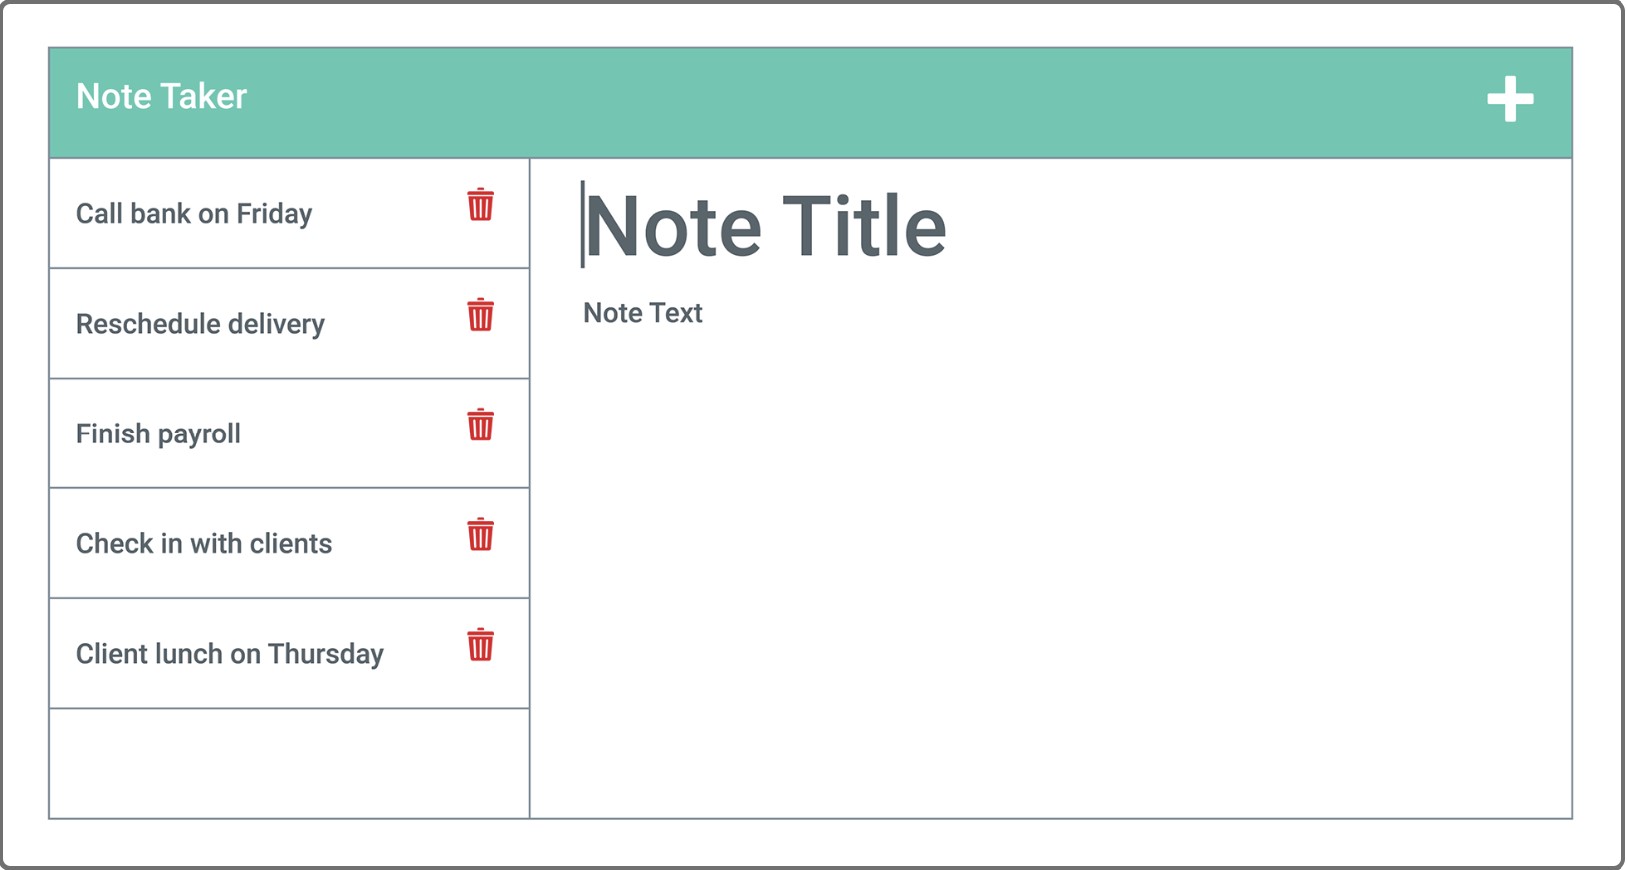 Note Taker
Call bank on Friday
Reschedule delivery
Finish payroll
Check in with clients
Client lunch on Thursday
Note Title
Note Text